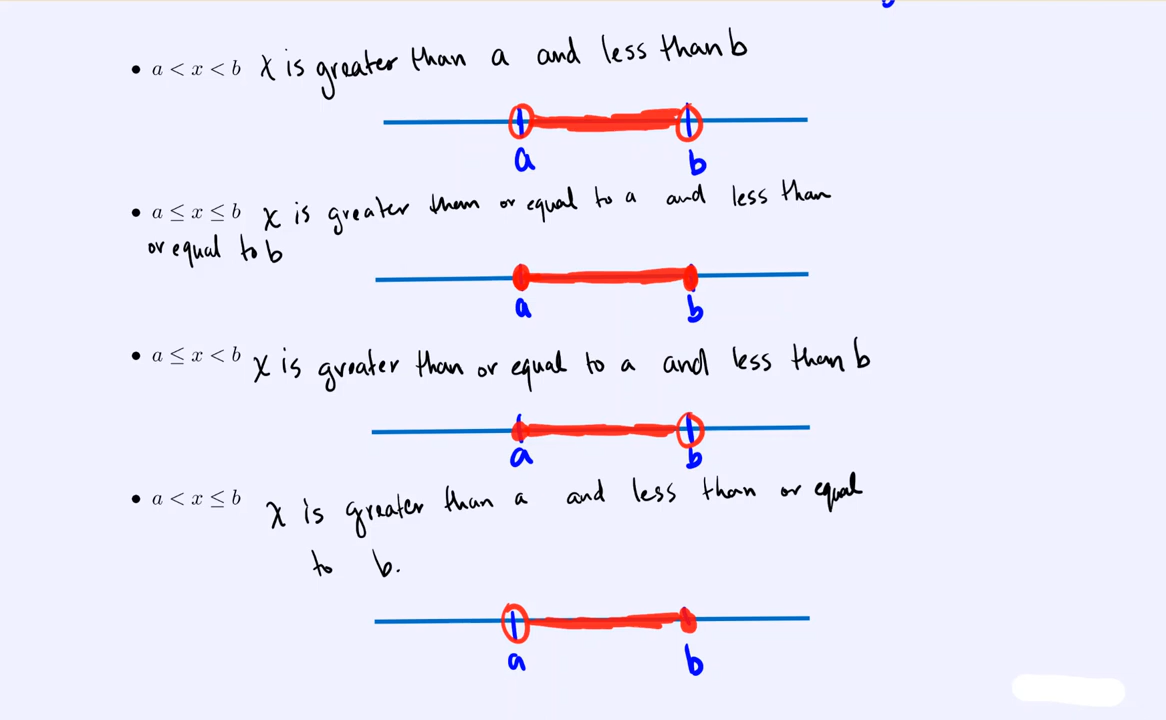 • a < x < b x is greater than a and less than b
a b
• a ≤ x ≤ b x is greater them or equal to a and less than
or equal to b
a b
• a ≤ x < b x is greater than or equal to a and less than b
a b
• a < x ≤ b x is greater than a and less than or equal
to b.
a b